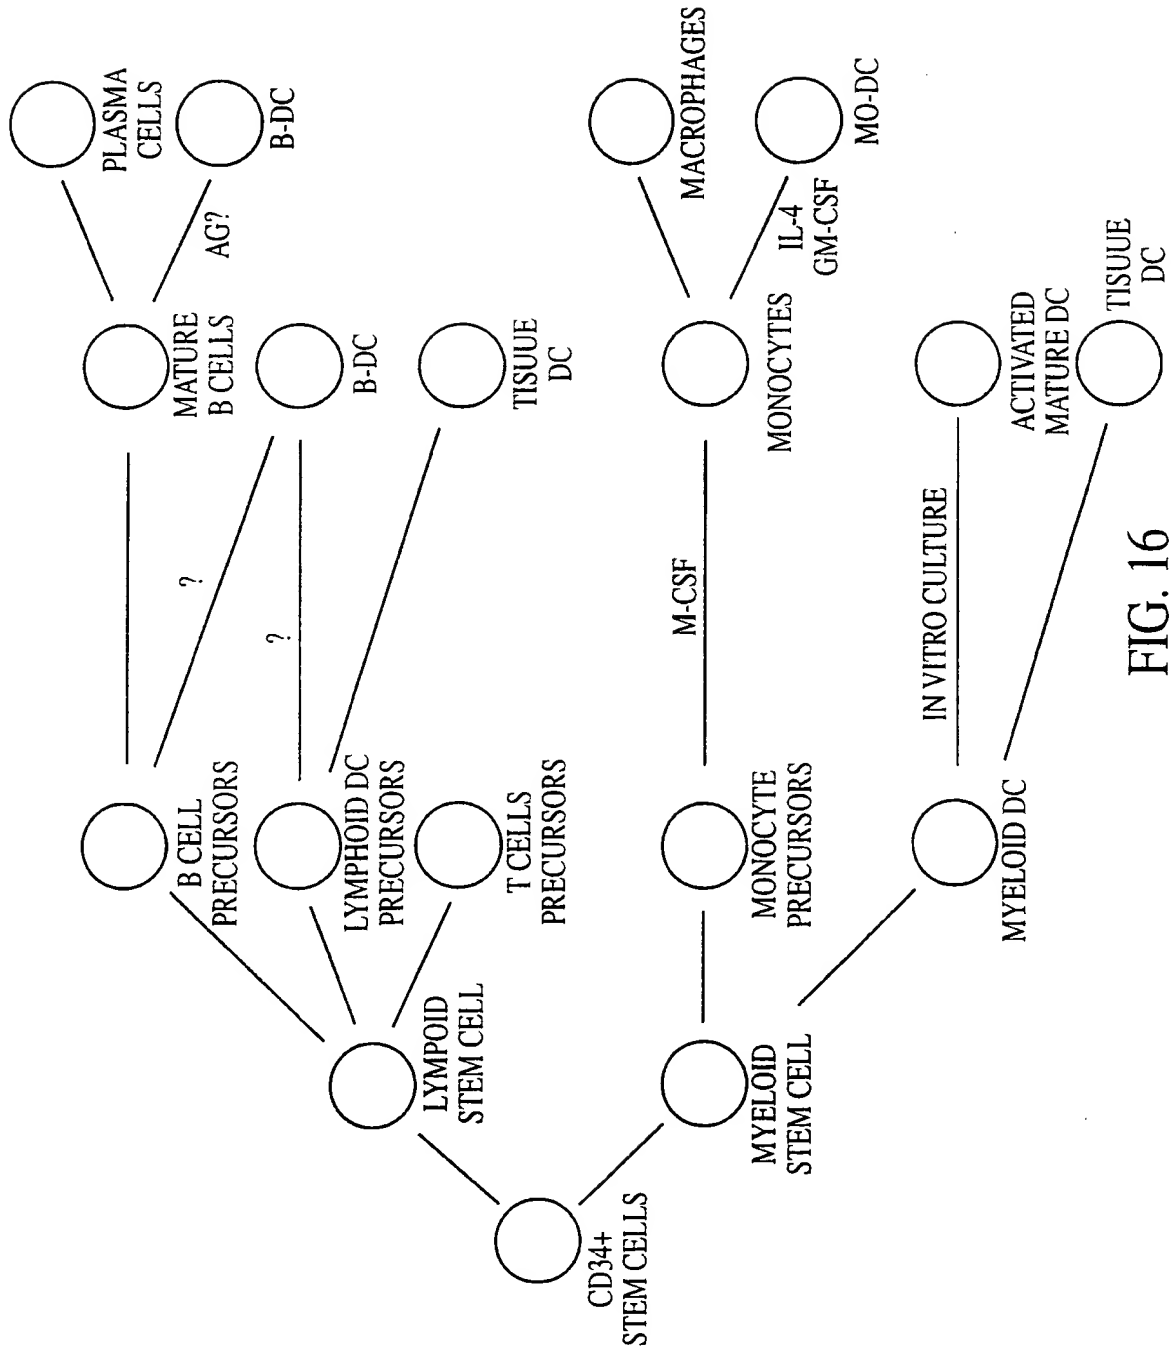 CD34+
STEM CELLS
LYMPOID
STEM CELL
MYELOID
STEM CELL
B CELL
PRECURSORS
LYMPHOID DC
PRECURSORS
T CELLS
PRECURSORS
MONOCYTE
PRECURSORS
MYELOID DC
?
?
M-CSF
IN VITRO CULTURE
MATURE
B CELLS
B-DC
TISUUE
DC
MONOCYTES
ACTIVATED
MATURE DC
TISUUE
DC
AG?
IL-4
GM-CSF
PLASMA
CELLS
B-DC
MACROPHAGES
MO-DC
FIG. 16